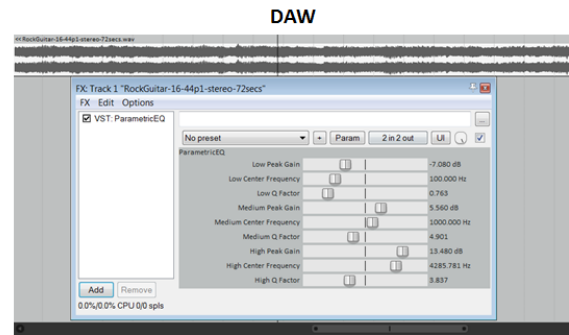 DAW
<<RockGuitar-16-44p1-stereo-72secs.wav
FX: Track 1 "RockGuitar-16-44p1-stereo-72secs"
FX Edit Options
VST: ParametricEQ
...
No preset + Param 2 in 2 out UI
ParametricEQ
Low Peak Gain -7.080 dB
Low Center Frequency 100.000 Hz
Low Q Factor 0.763
Medium Peak Gain 5.560 dB
Medium Center Frequency 1000.000 Hz
Medium Q Factor 4.901
High Peak Gain 13.480 dB
High Center Frequency 4285.781 Hz
High Q Factor 3.837
Add Remove
0.0%/0.0% CPU 0/0 spls